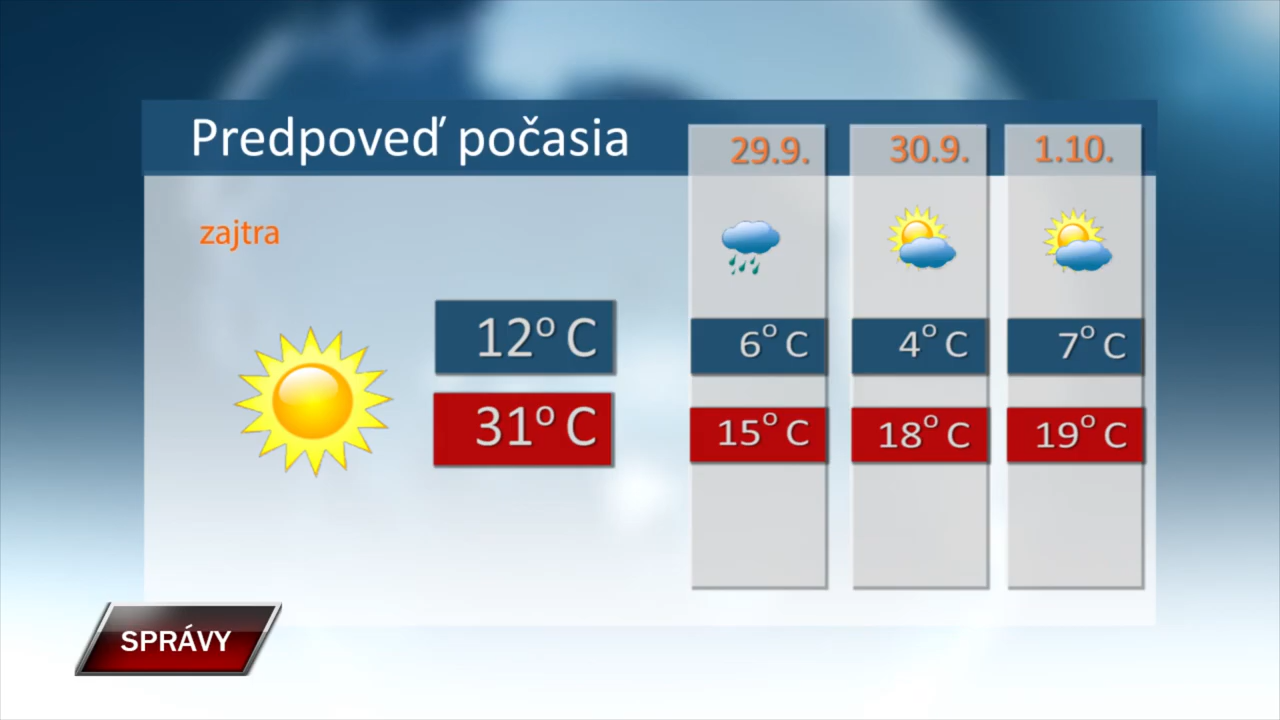 Predpoveď počasia
zajtra
12° C
31° C
29.9.
6° C
15° C
30.9.
4° C
18° C
1.10.
7° C
19° C
SPRÁVY